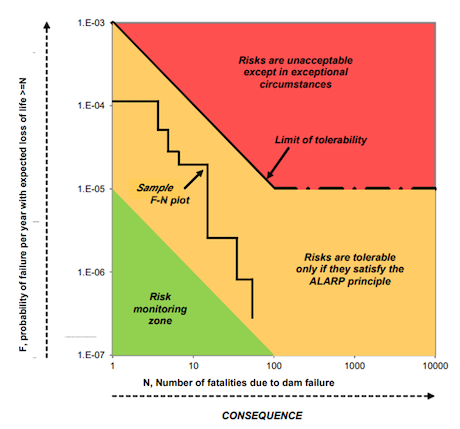 1.E-03
Risks are unacceptable
except in exceptional
circumstances
1.E-04
Limit of tolerability
1.E-05
Sample
F-N plot
Risks are tolerable
only if they satisfy the
ALARP principle
1.E-06
Risk
monitoring
zone
1.E-07
1 10 100 1000 10000
F, probability of failure per year with expected loss of life >=N
N, Number of fatalities due to dam failure
CONSEQUENCE